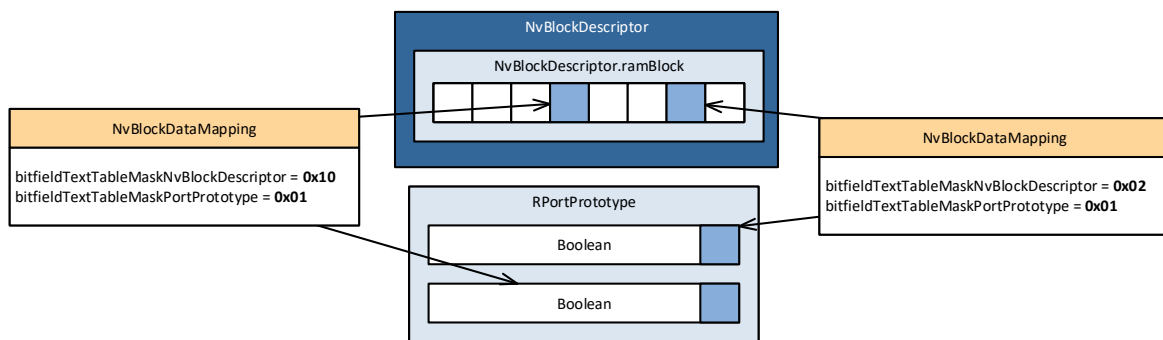 NvBlockDescriptor
NvBlockDescriptor.ramBlock
NvBlockDataMapping
bitfieldTextTableMaskNvBlockDescriptor = 0x10
bitfieldTextTableMaskPortPrototype = 0x01
NvBlockDataMapping
bitfieldTextTableMaskNvBlockDescriptor = 0x02
bitfieldTextTableMaskPortPrototype = 0x01
RPortPrototype
Boolean
Boolean